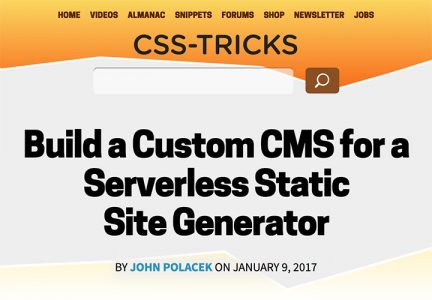 HOME VIDEOS ALMANAC SNIPPETS FORUMS SHOP NEWSLETTER JOBS
CSS-TRICKS
Build a Custom CMS for a
Serverless Static
Site Generator
BY JOHN POLACEK ON JANUARY 9, 2017